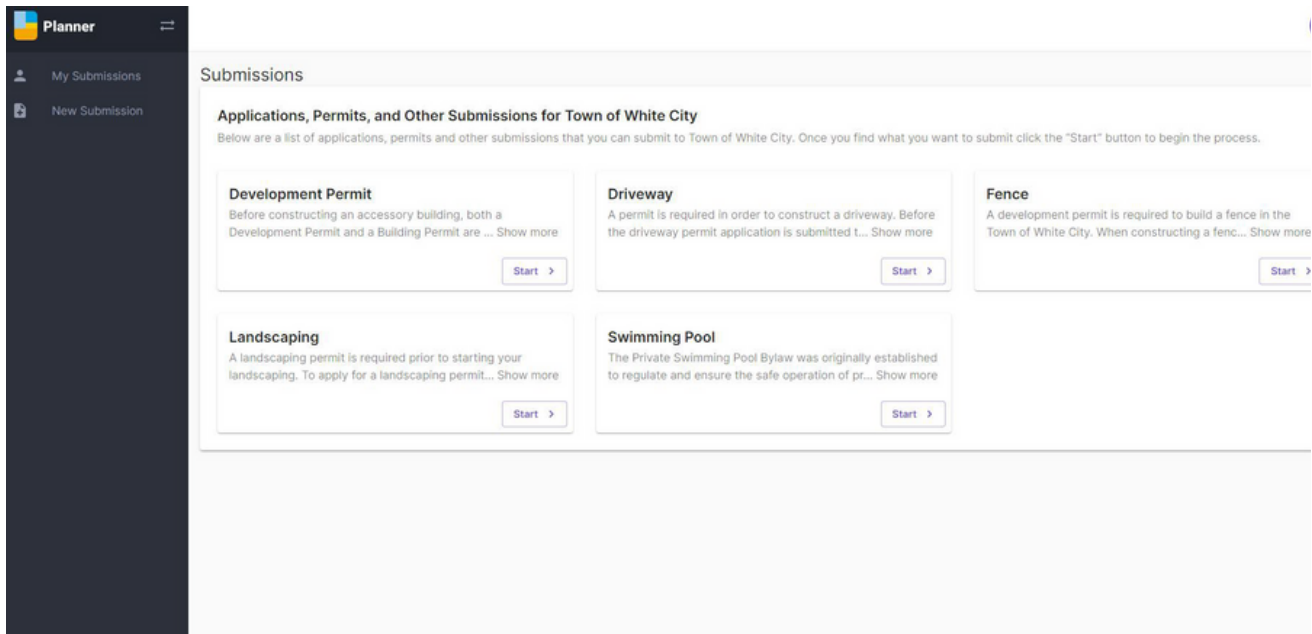 Planner
My Submissions
New Submission
Submissions
Applications, Permits, and Other Submissions for Town of White City
Below are a list of applications, permits and other submissions that you can submit to Town of White City. Once you find what you want to submit click the "Start" button to begin the process.
Development Permit
Before constructing an accessory building, both a
Development Permit and a Building Permit are ... Show more
Start
Driveway
A permit is required in order to construct a driveway. Before
the driveway permit application is submitted t... Show more
Start
Fence
A development permit is required to build a fence in the
Town of White City. When constructing a fenc... Show more
Start
Landscaping
A landscaping permit is required prior to starting your
landscaping. To apply for a landscaping permit... Show more
Start
Swimming Pool
The Private Swimming Pool Bylaw was originally established
to regulate and ensure the safe operation of pr... Show more
Start